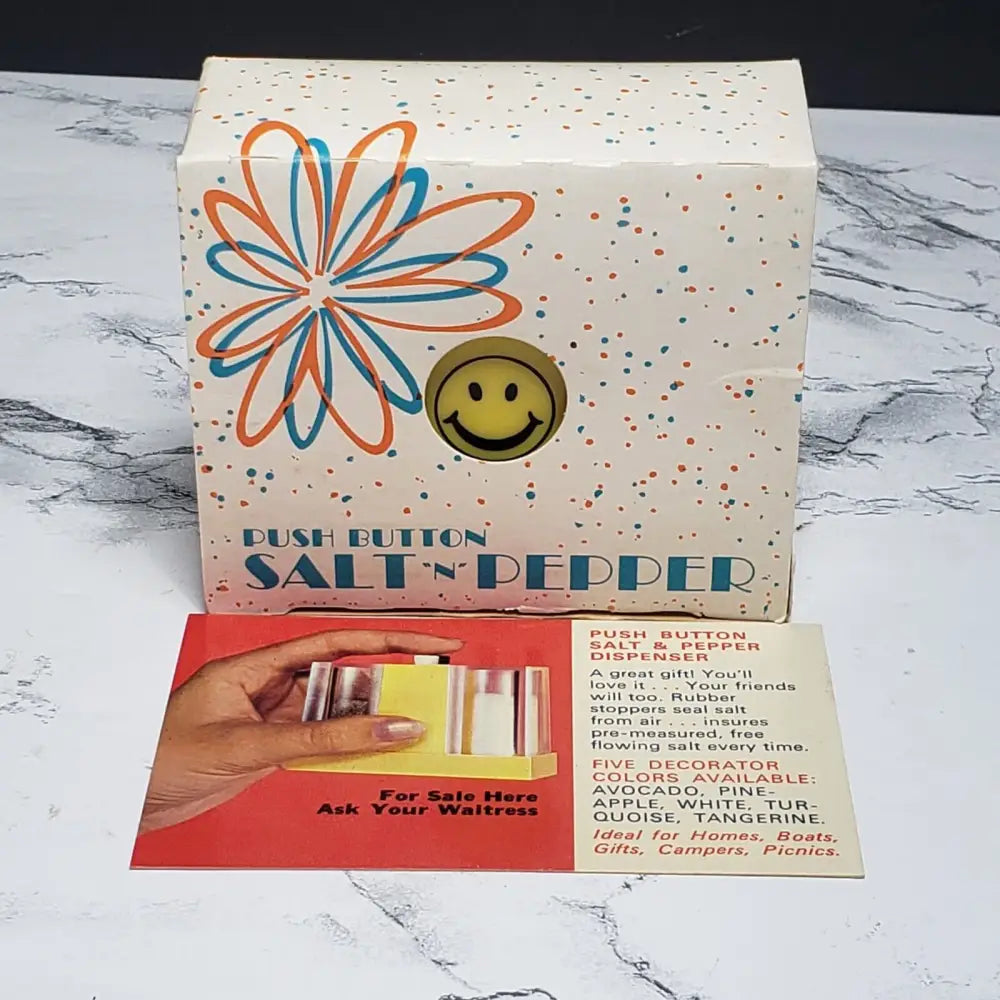 PUSH BUTTON
SALT "N" PEPPER
For Sale Here
Ask Your Waitress
PUSH BUTTON
SALT & PEPPER
DISPENSER
A great gift! You'll
love it . . . Your friends
will too. Rubber
stoppers seal salt
from air . . . insures
pre-measured, free
flowing salt every time.
FIVE DECORATOR
COLORS AVAILABLE:
AVOCADO, PINE-
APPLE, WHITE, TUR-
QUOISE, TANGERINE.
Ideal for Homes, Boats,
Gifts, Campers, Picnics.